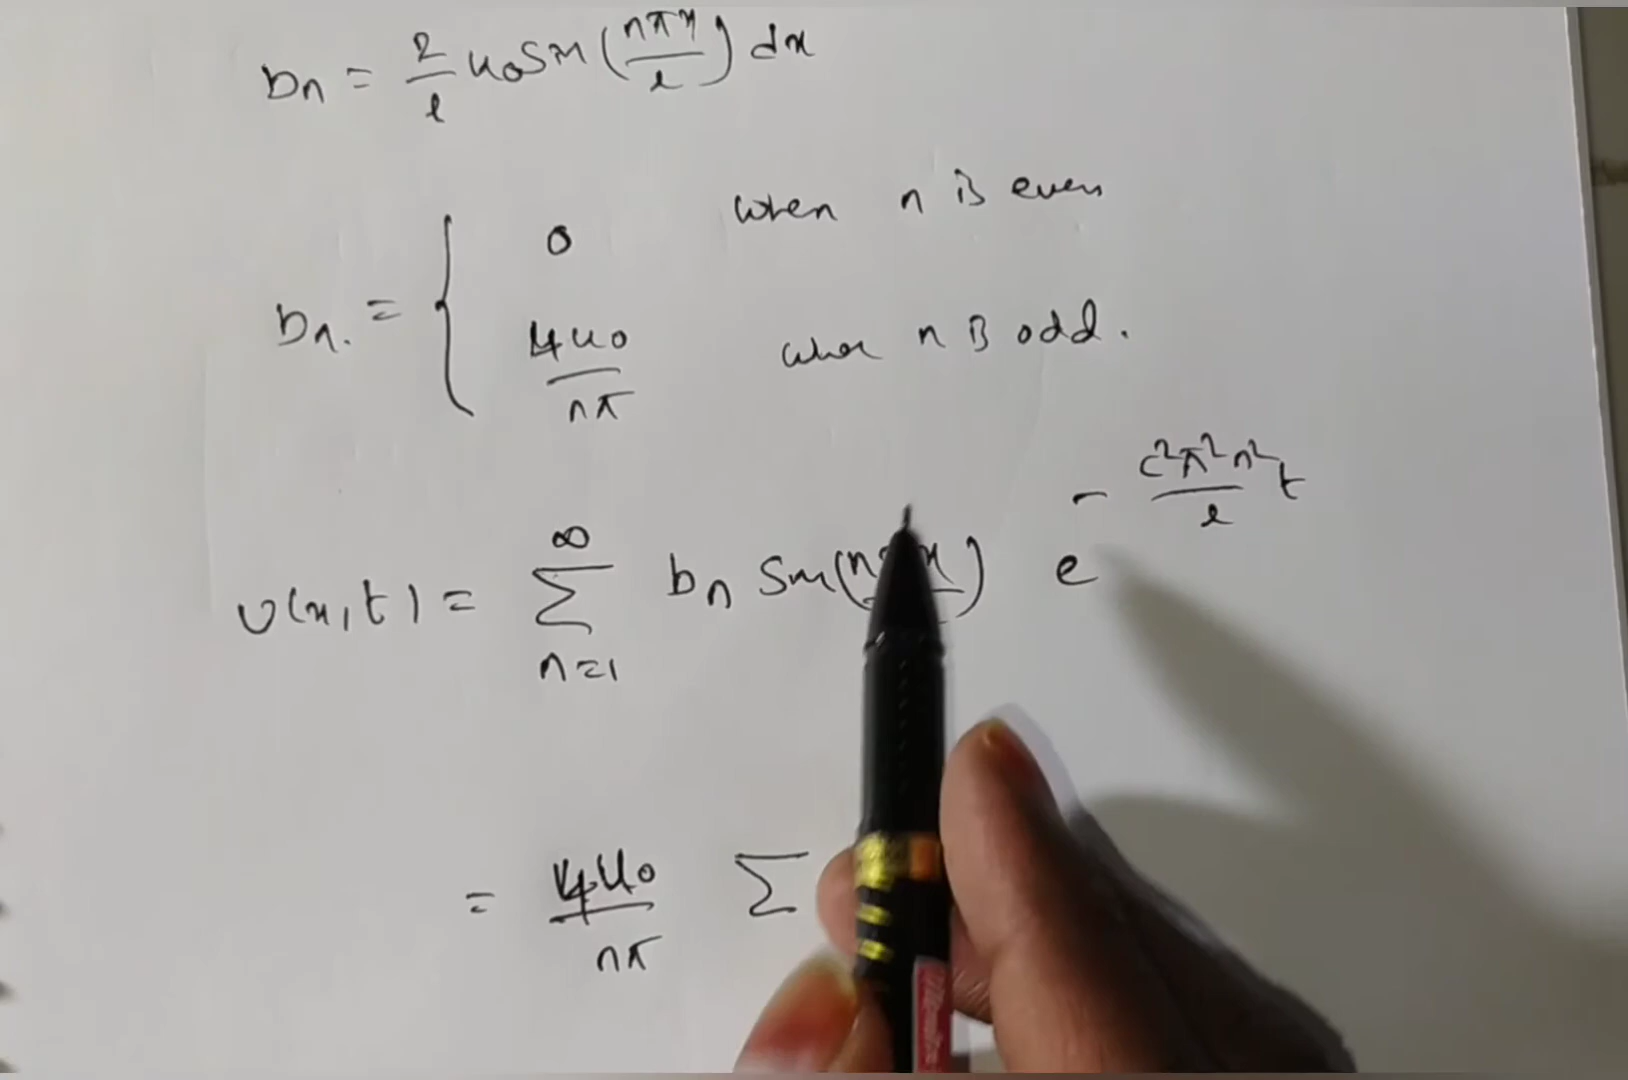 bn = 2/l u0 sin (nπx/l) dx
bn. = { 0 when n is even
4u0/nπ when n is odd.
u(x,t) = ∞ Σ n=1 bn sin(nπx/l) e^(- c²π²n²/l t)
= 4u0/nπ Σ